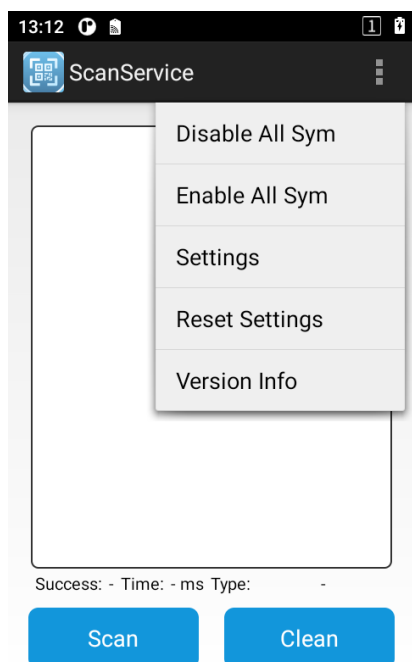 13:12 1
ScanService
Disable All Sym
Enable All Sym
Settings
Reset Settings
Version Info
Success: - Time: - ms Type: -
Scan Clean